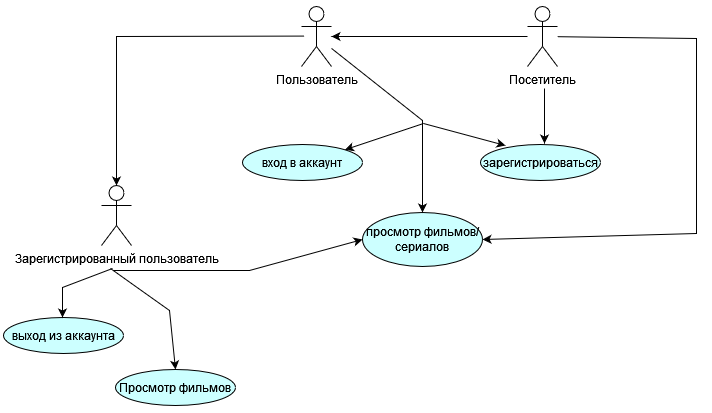 Пользователь
Посетитель
вход в аккаунт
зарегистрироваться
просмотр фильмов/
сериалов
Зарегистрированный пользователь
выход из аккаунта
Просмотр фильмов